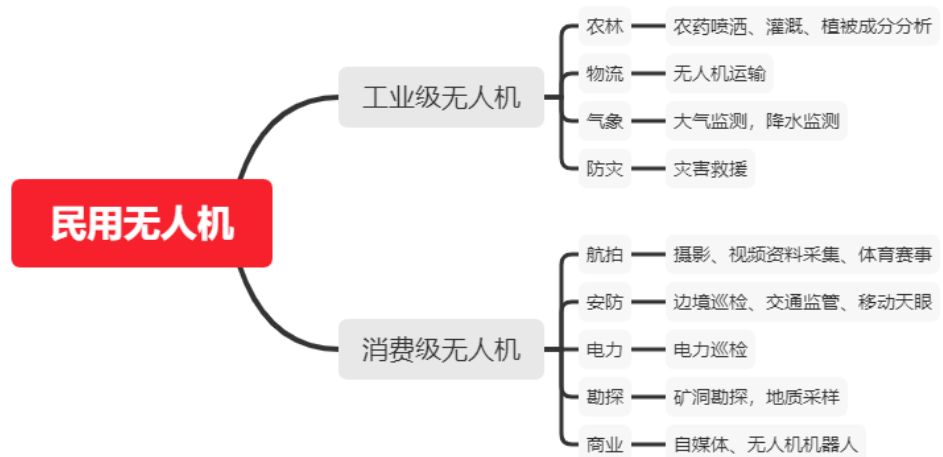 民用无人机
工业级无人机
农林
农药喷洒、灌溉、植被成分分析
物流
无人机运输
气象
大气监测，降水监测
防灾
灾害救援
消费级无人机
航拍
摄影、视频资料采集、体育赛事
安防
边境巡检、交通监管、移动天眼
电力
电力巡检
勘探
矿洞勘探，地质采样
商业
自媒体、无人机机器人